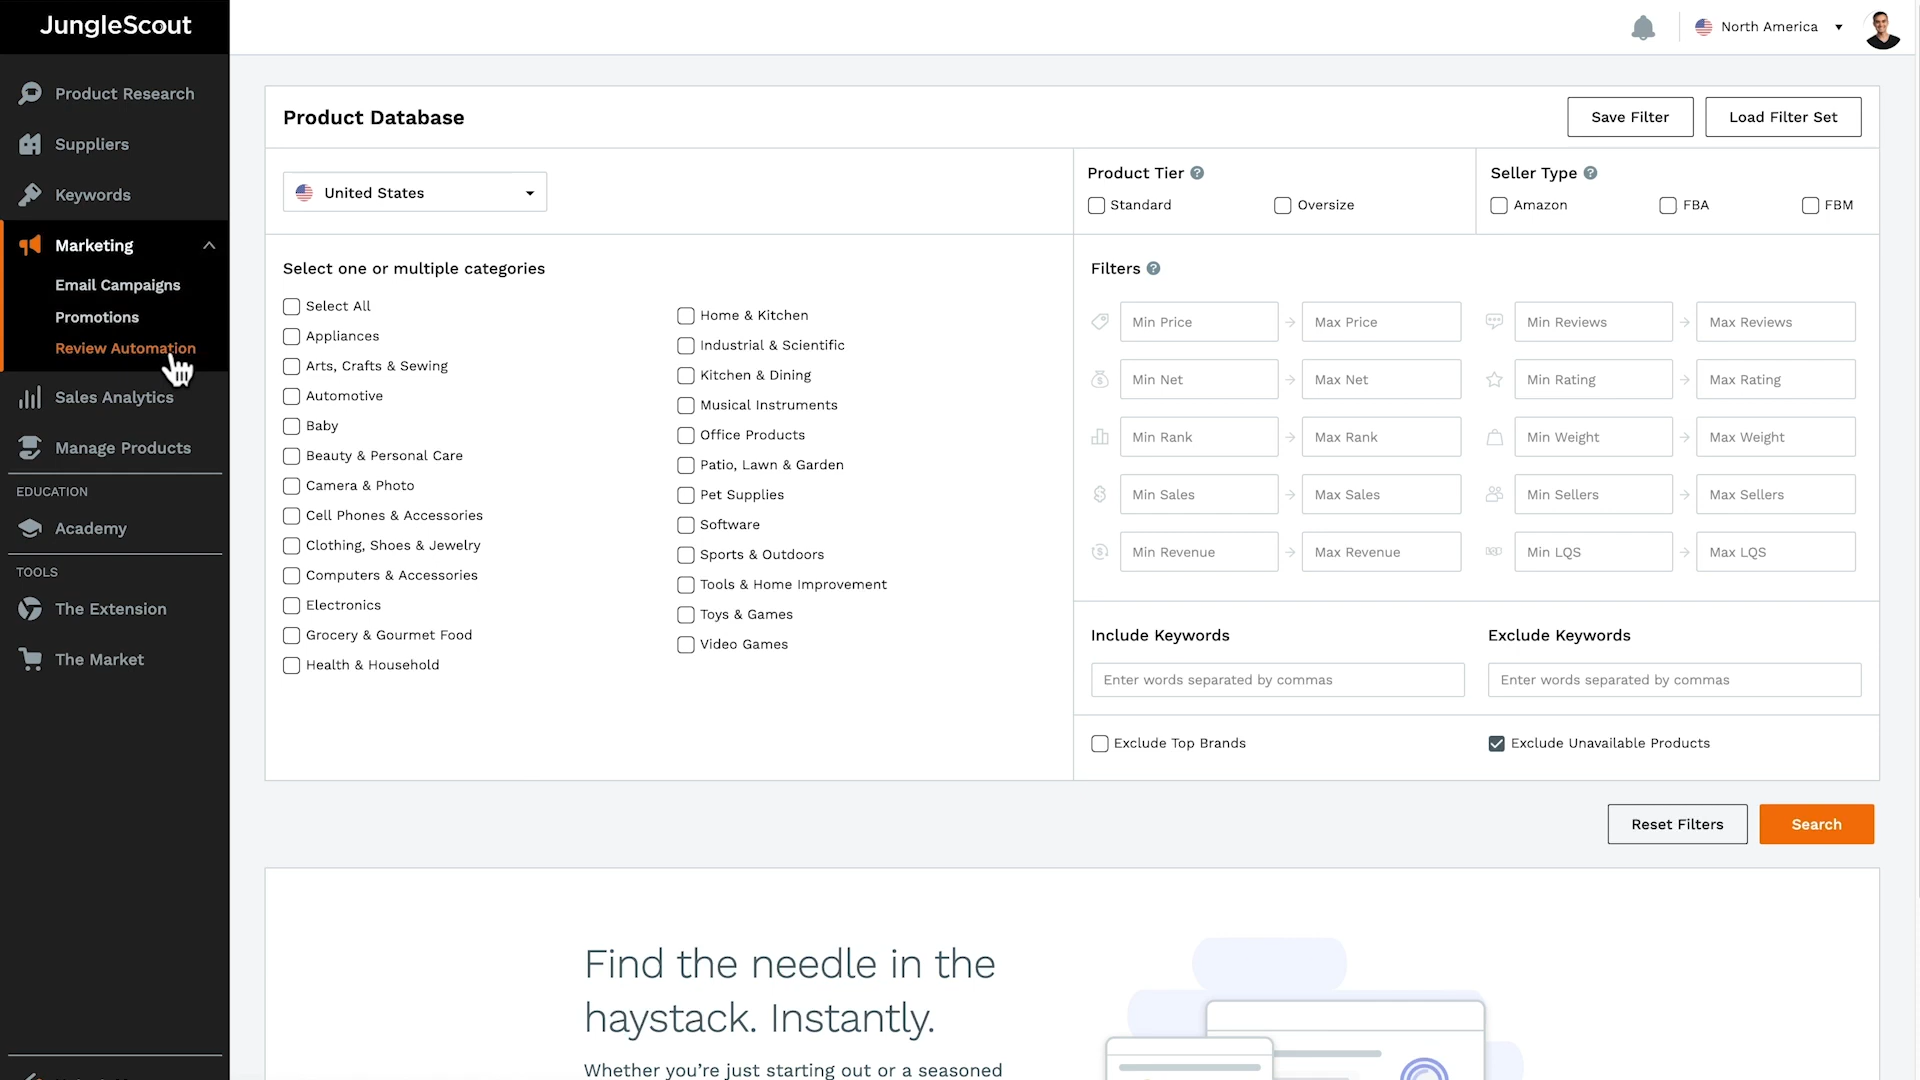 JungleScout
North America
Product Research
Suppliers
Keywords
Marketing
Email Campaigns
Promotions
Review Automation
Sales Analytics
Manage Products
EDUCATION
Academy
TOOLS
The Extension
The Market
Product Database
Save Filter
Load Filter Set
United States
Product Tier ?
Standard
Oversize
Seller Type ?
Amazon
FBA
FBM
Select one or multiple categories
Select All
Appliances
Arts, Crafts & Sewing
Automotive
Baby
Beauty & Personal Care
Camera & Photo
Cell Phones & Accessories
Clothing, Shoes & Jewelry
Computers & Accessories
Electronics
Grocery & Gourmet Food
Health & Household
Home & Kitchen
Industrial & Scientific
Kitchen & Dining
Musical Instruments
Office Products
Patio, Lawn & Garden
Pet Supplies
Software
Sports & Outdoors
Tools & Home Improvement
Toys & Games
Video Games
Filters ?
Min Price
Max Price
Min Reviews
Max Reviews
Min Net
Max Net
Min Rating
Max Rating
Min Rank
Max Rank
Min Weight
Max Weight
Min Sales
Max Sales
Min Sellers
Max Sellers
Min Revenue
Max Revenue
Min LQS
Max LQS
Include Keywords
Enter words separated by commas
Exclude Keywords
Enter words separated by commas
Exclude Top Brands
Exclude Unavailable Products
Reset Filters
Search
Find the needle in the
haystack. Instantly.
Whether you're just starting out or a seasoned